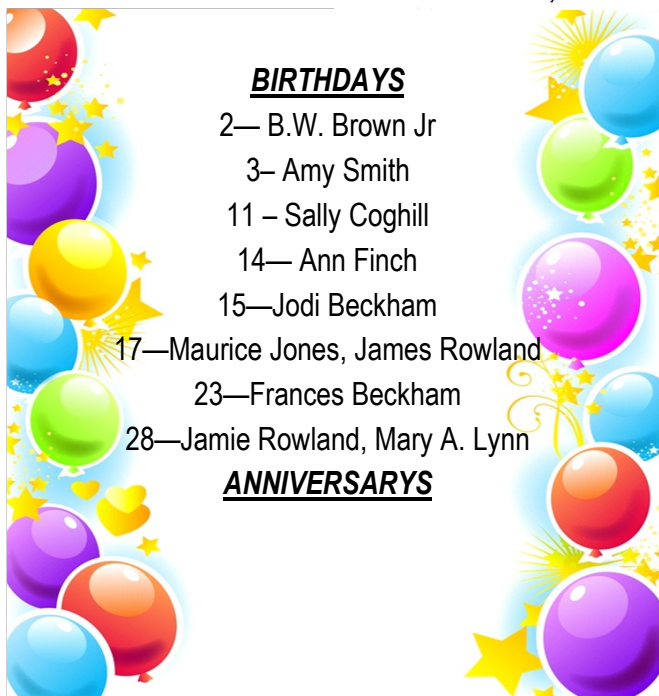 BIRTHDAYS
2— B.W. Brown Jr
3– Amy Smith
11 – Sally Coghill
14— Ann Finch
15—Jodi Beckham
17—Maurice Jones, James Rowland
23—Frances Beckham
28—Jamie Rowland, Mary A. Lynn
ANNIVERSARYS